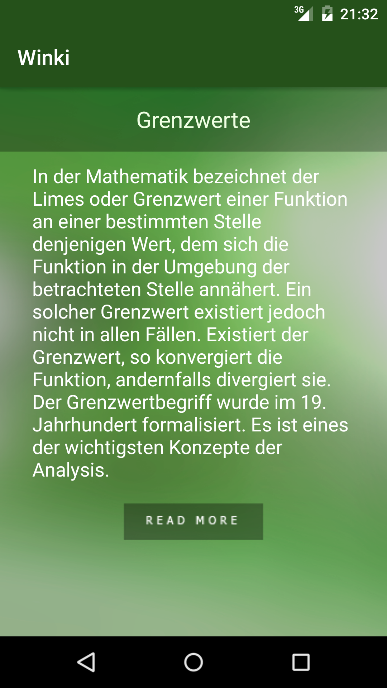 3G
21:32
Winki
Grenzwerte
In der Mathematik bezeichnet der
Limes oder Grenzwert einer Funktion
an einer bestimmten Stelle
denjenigen Wert, dem sich die
Funktion in der Umgebung der
betrachteten Stelle annähert. Ein
solcher Grenzwert existiert jedoch
nicht in allen Fällen. Existiert der
Grenzwert, so konvergiert die
Funktion, andernfalls divergiert sie.
Der Grenzwertbegriff wurde im 19.
Jahrhundert formalisiert. Es ist eines
der wichtigsten Konzepte der
Analysis.
READ MORE